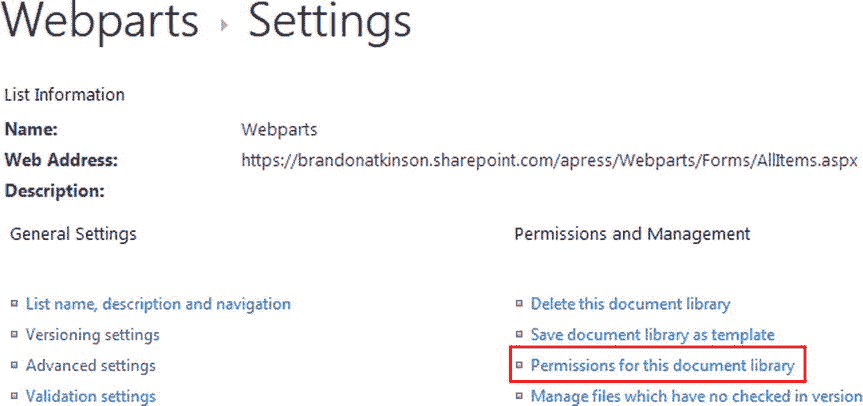 Webparts ▸ Settings
List Information
Name: Webparts
Web Address: https://brandonatkinson.sharepoint.com/apress/Webparts/Forms/AllItems.aspx
Description:
General Settings
List name, description and navigation
Versioning settings
Advanced settings
Validation settings
Permissions and Management
Delete this document library
Save document library as template
Permissions for this document library
Manage files which have no checked in version